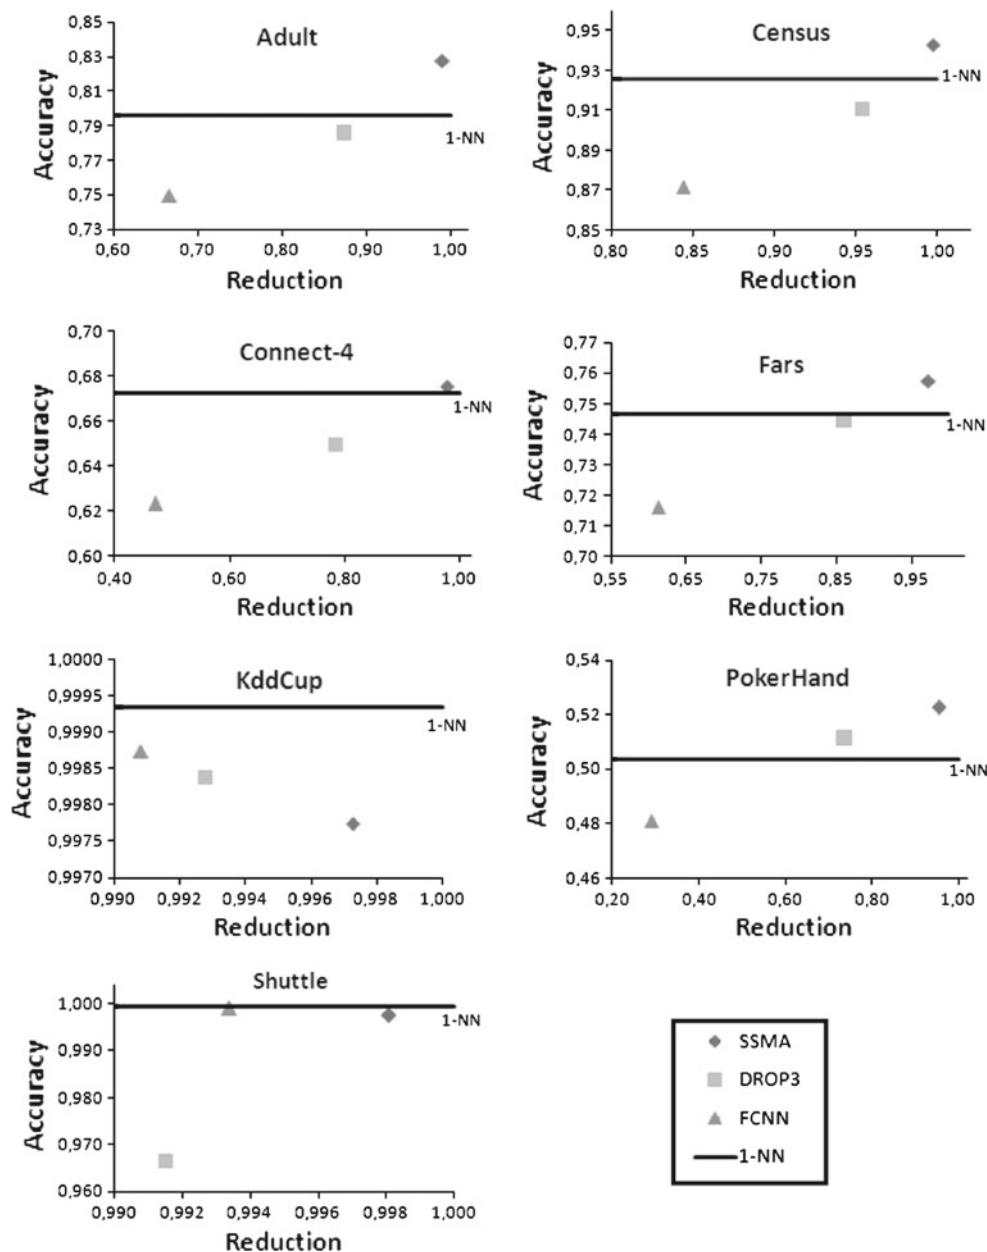 Adult
Accuracy
0,85
0,83
0,81
0,79
0,77
0,75
0,73
1-NN
0,60 0,70 0,80 0,90 1,00
Reduction
Census
Accuracy
0,95
0,93
0,91
0,89
0,87
0,85
1-NN
0,80 0,85 0,90 0,95 1,00
Reduction
Connect-4
Accuracy
0,70
0,68
0,66
0,64
0,62
0,60
1-NN
0,40 0,60 0,80 1,00
Reduction
Fars
Accuracy
0,77
0,76
0,75
0,74
0,73
0,72
0,71
0,70
1-NN
0,55 0,65 0,75 0,85 0,95
Reduction
KddCup
Accuracy
1,0000
0,9995
0,9990
0,9985
0,9980
0,9975
0,9970
1-NN
0,990 0,992 0,994 0,996 0,998 1,000
Reduction
PokerHand
Accuracy
0,54
0,52
0,50
0,48
0,46
1-NN
0,20 0,40 0,60 0,80 1,00
Reduction
Shuttle
Accuracy
1,000
0,990
0,980
0,970
0,960
1-NN
0,990 0,992 0,994 0,996 0,998 1,000
Reduction
SSMA
DROP3
FCNN
1-NN